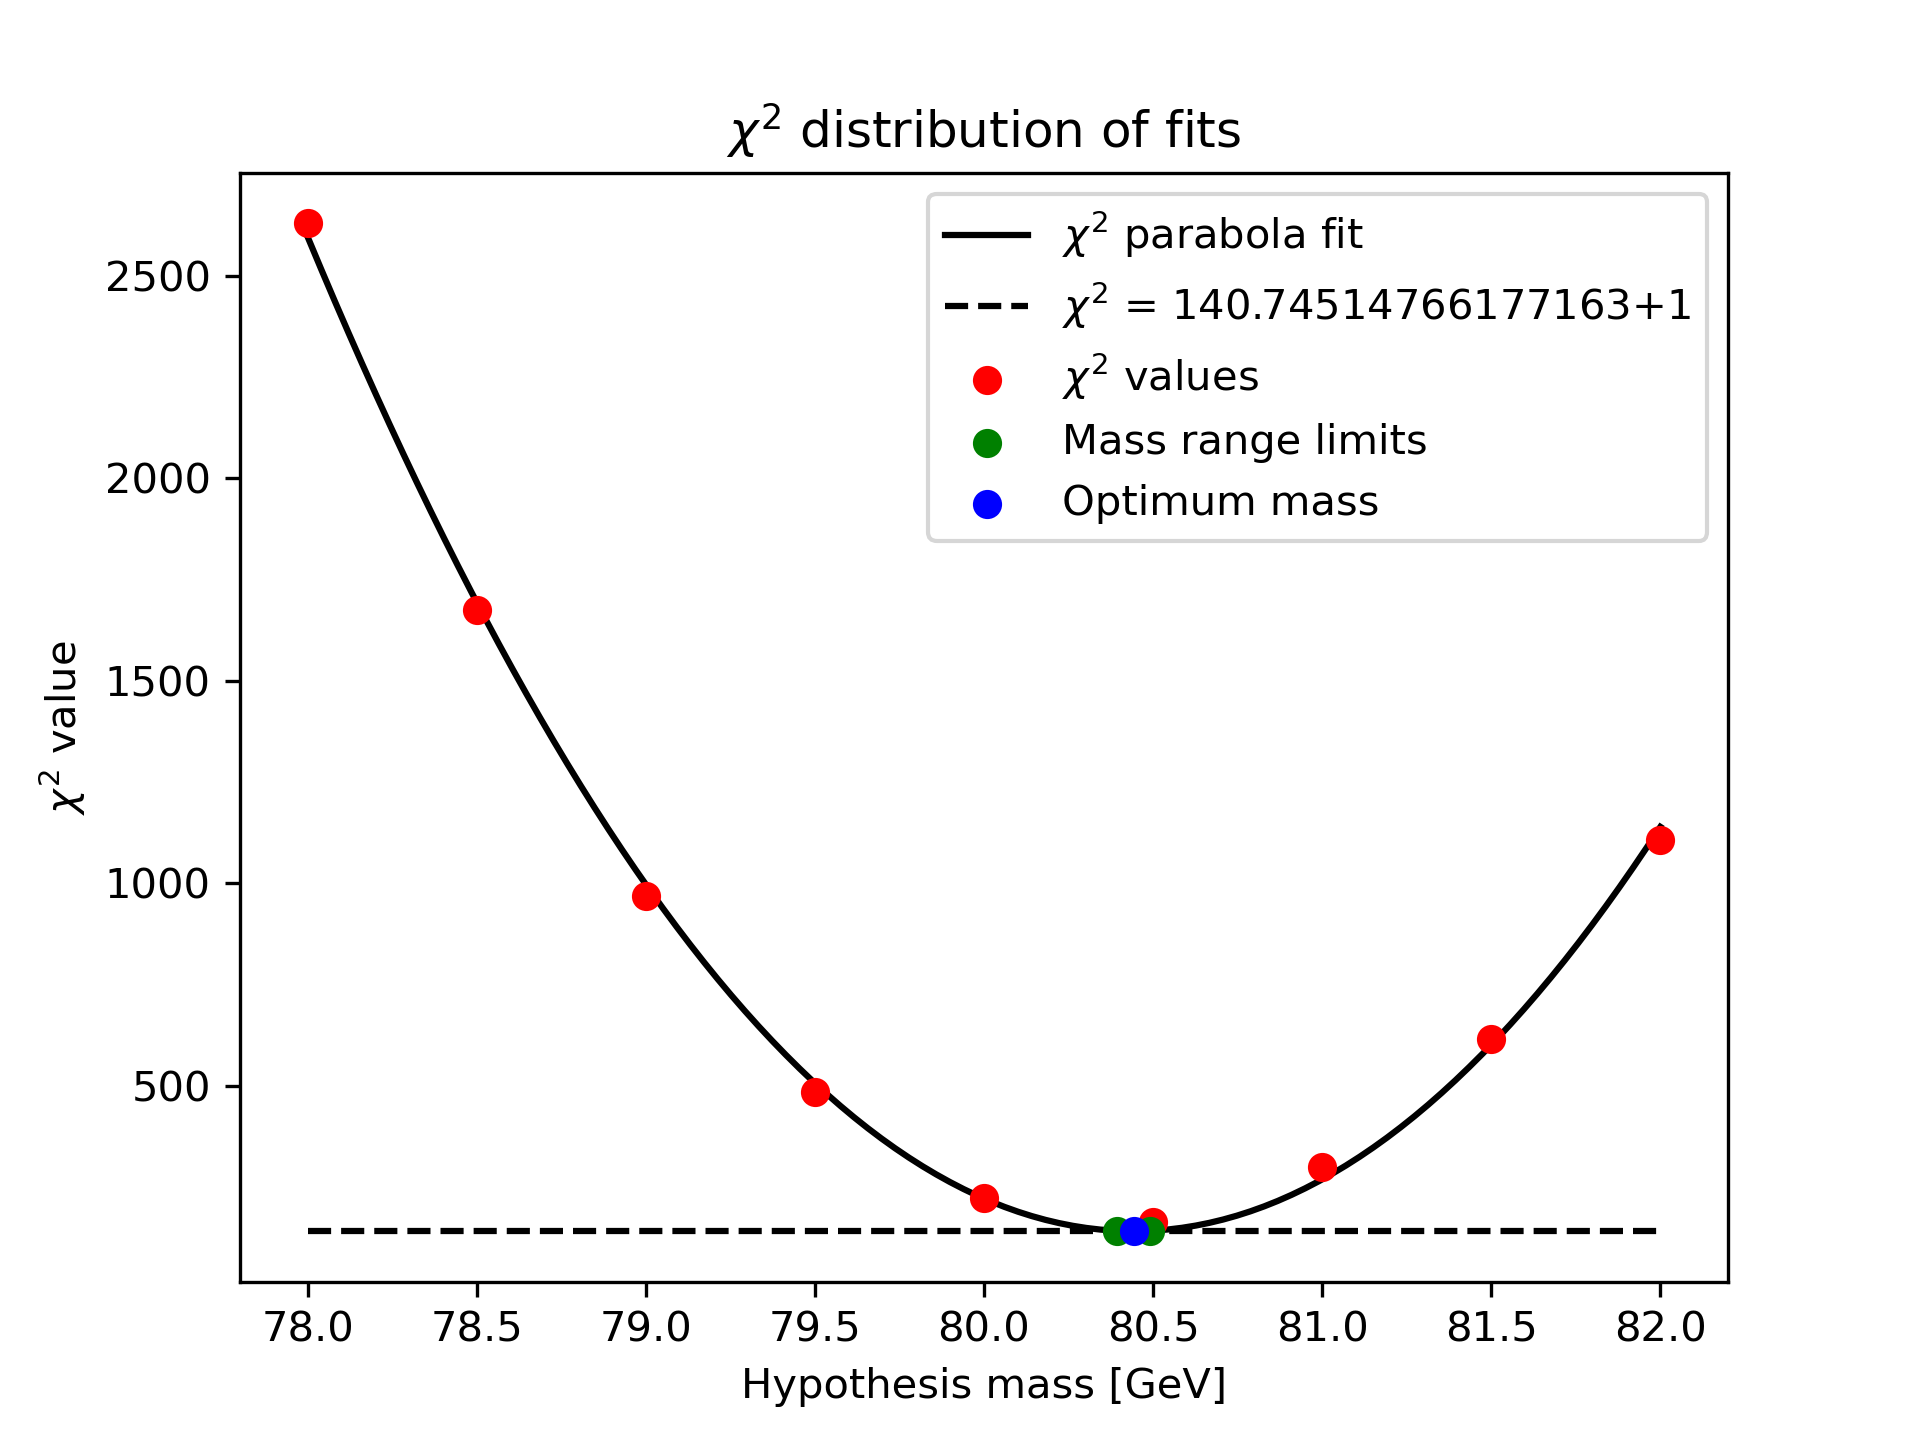 χ² distribution of fits
χ² parabola fit
χ² = 140.74514766177163+1
χ² values
Mass range limits
Optimum mass
χ² value
2500
2000
1500
1000
500
78.0 78.5 79.0 79.5 80.0 80.5 81.0 81.5 82.0
Hypothesis mass [GeV]